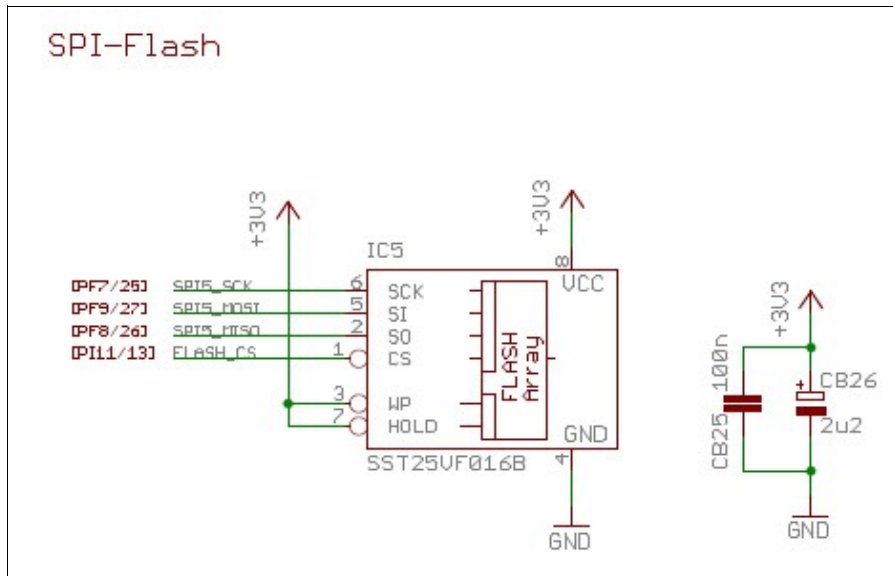 SPI-Flash
+3V3
+3V3
IC5
8
VCC
[PF7/25] SPI5_SCK 6 SCK
[PF9/27] SPI5_MOSI 5 SI
[PF8/26] SPI5_MISO 2 SO
[PI11/13] FLASH_CS 1 CS
3 WP
7 HOLD
FLASH
Array
GND
4
SST25VF016B
GND
+3V3
CB25 100n
+ CB26
2u2
GND